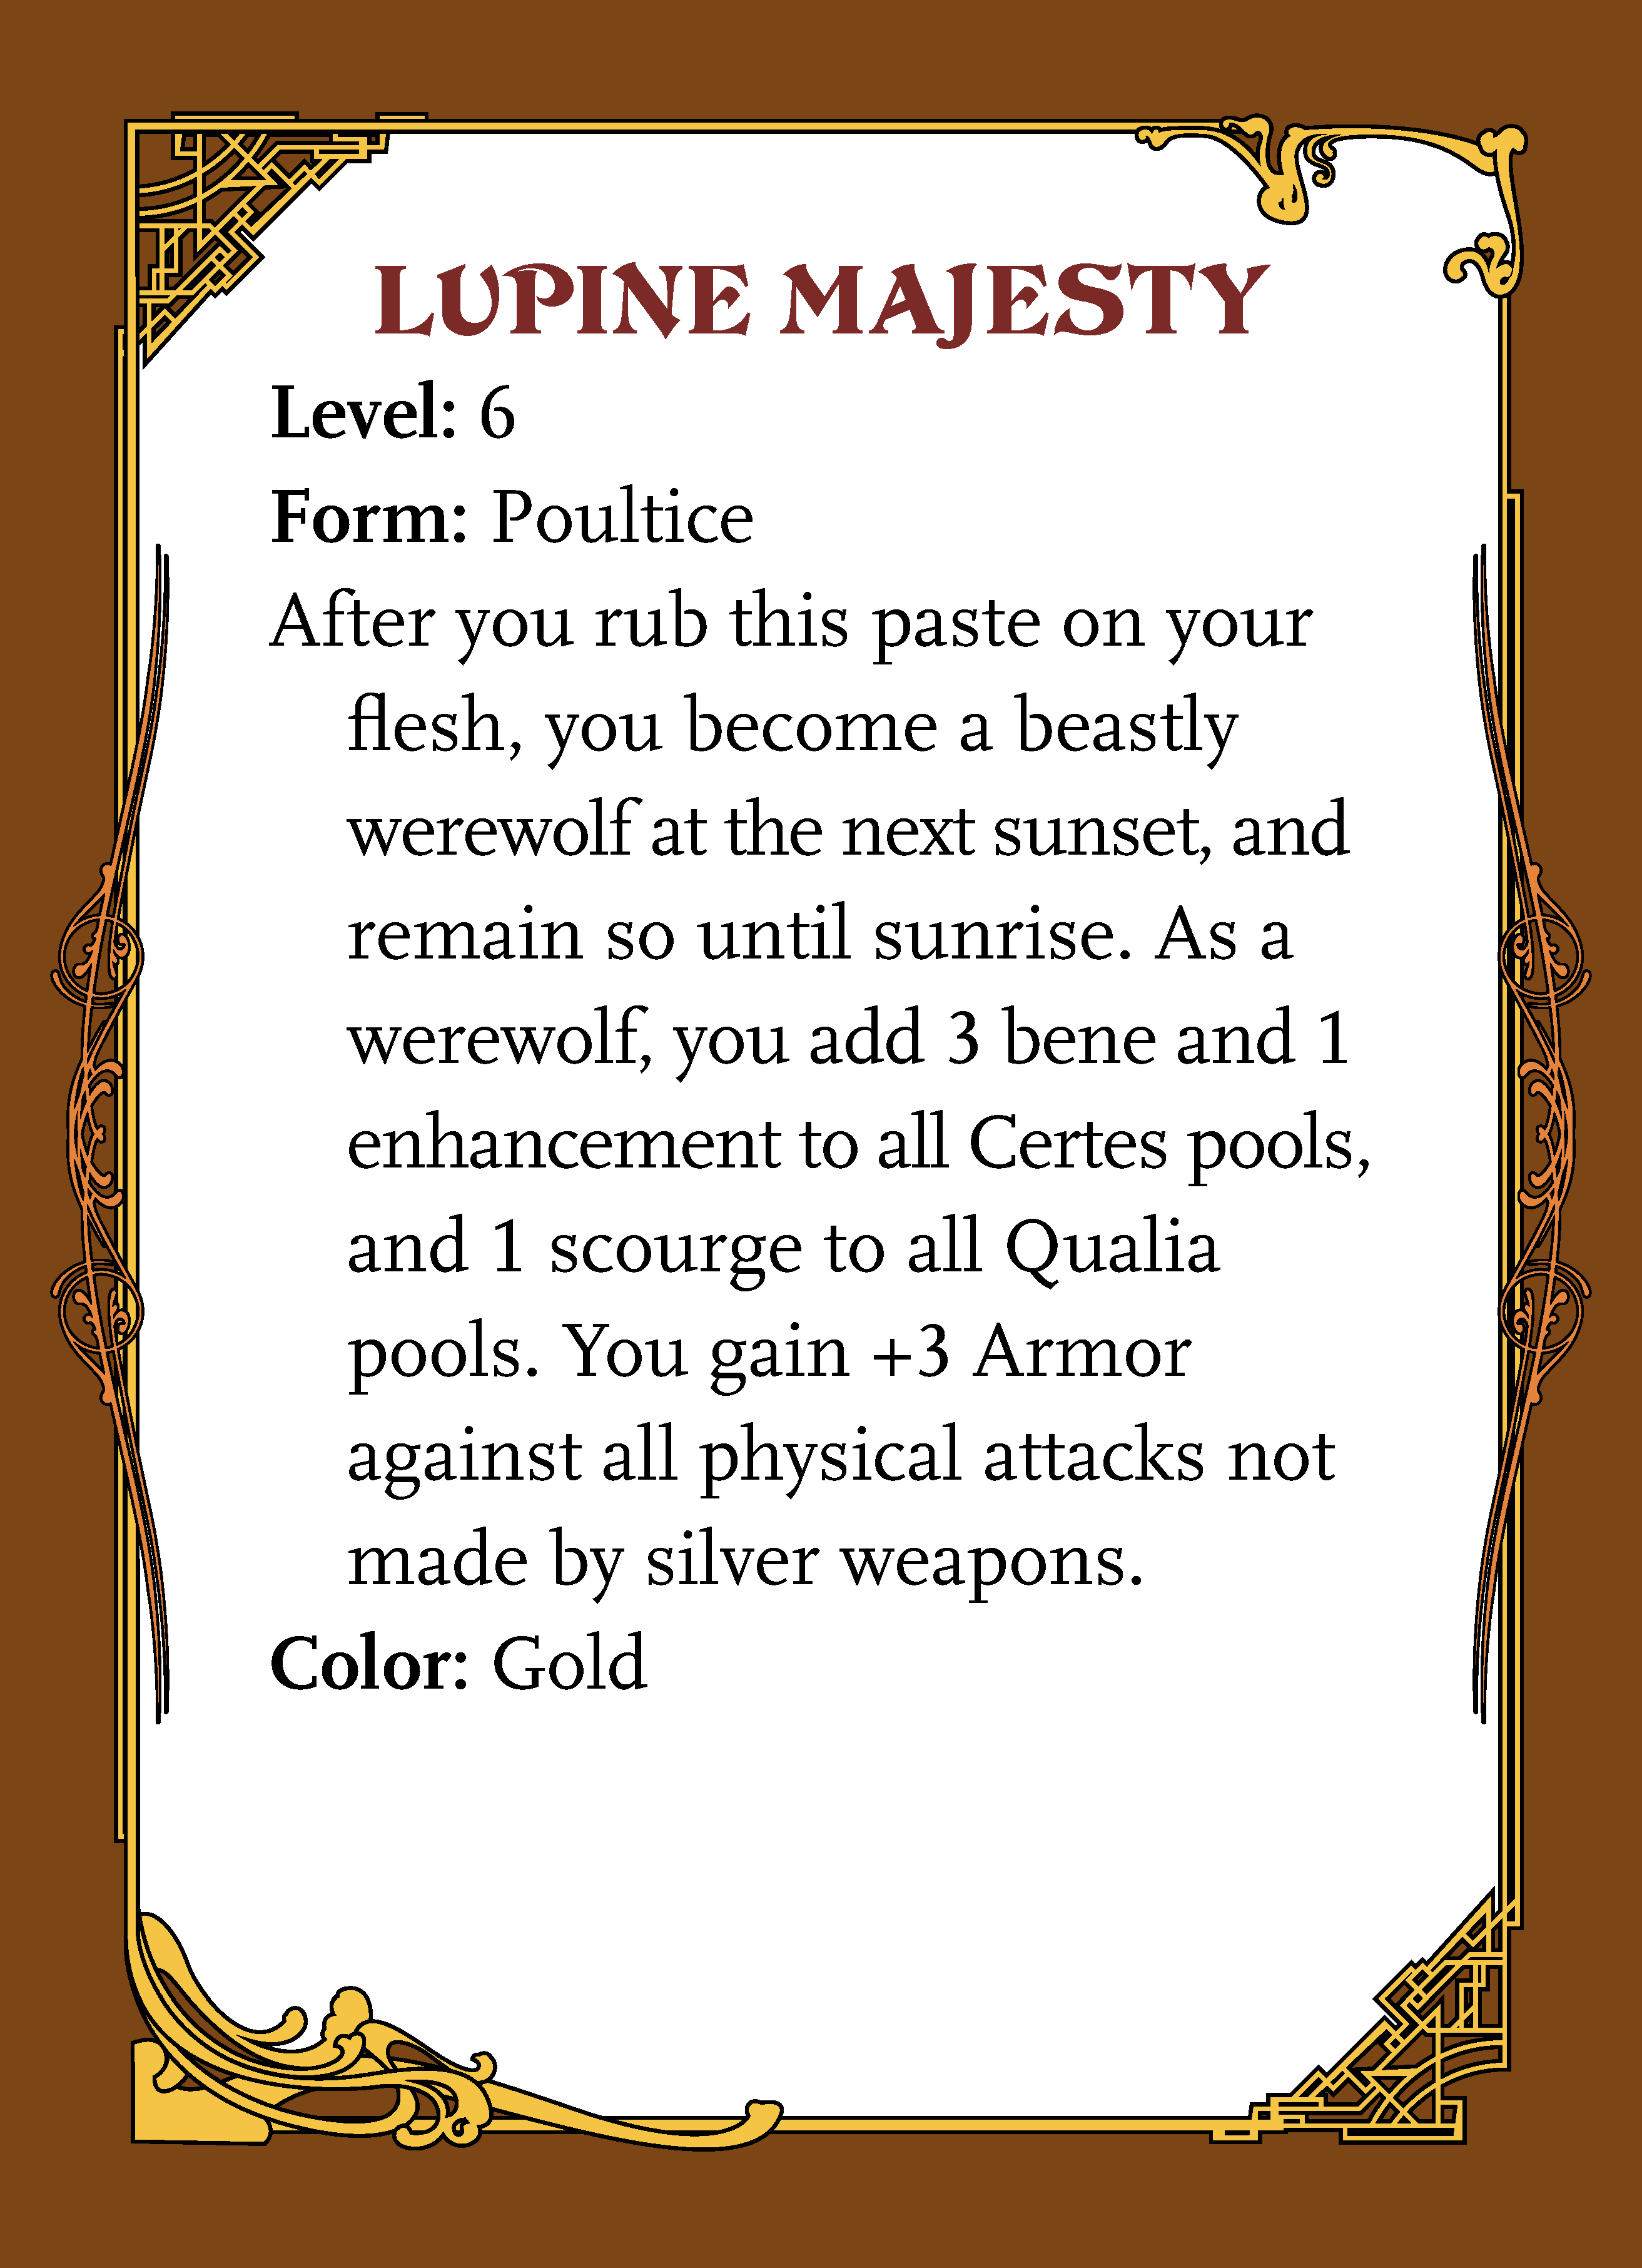 LUPINE MAJESTY
Level: 6
Form: Poultice
After you rub this paste on your
flesh, you become a beastly
werewolf at the next sunset, and
remain so until sunrise. As a
werewolf, you add 3 bene and 1
enhancement to all Certes pools,
and 1 scourge to all Qualia
pools. You gain +3 Armor
against all physical attacks not
made by silver weapons.
Color: Gold